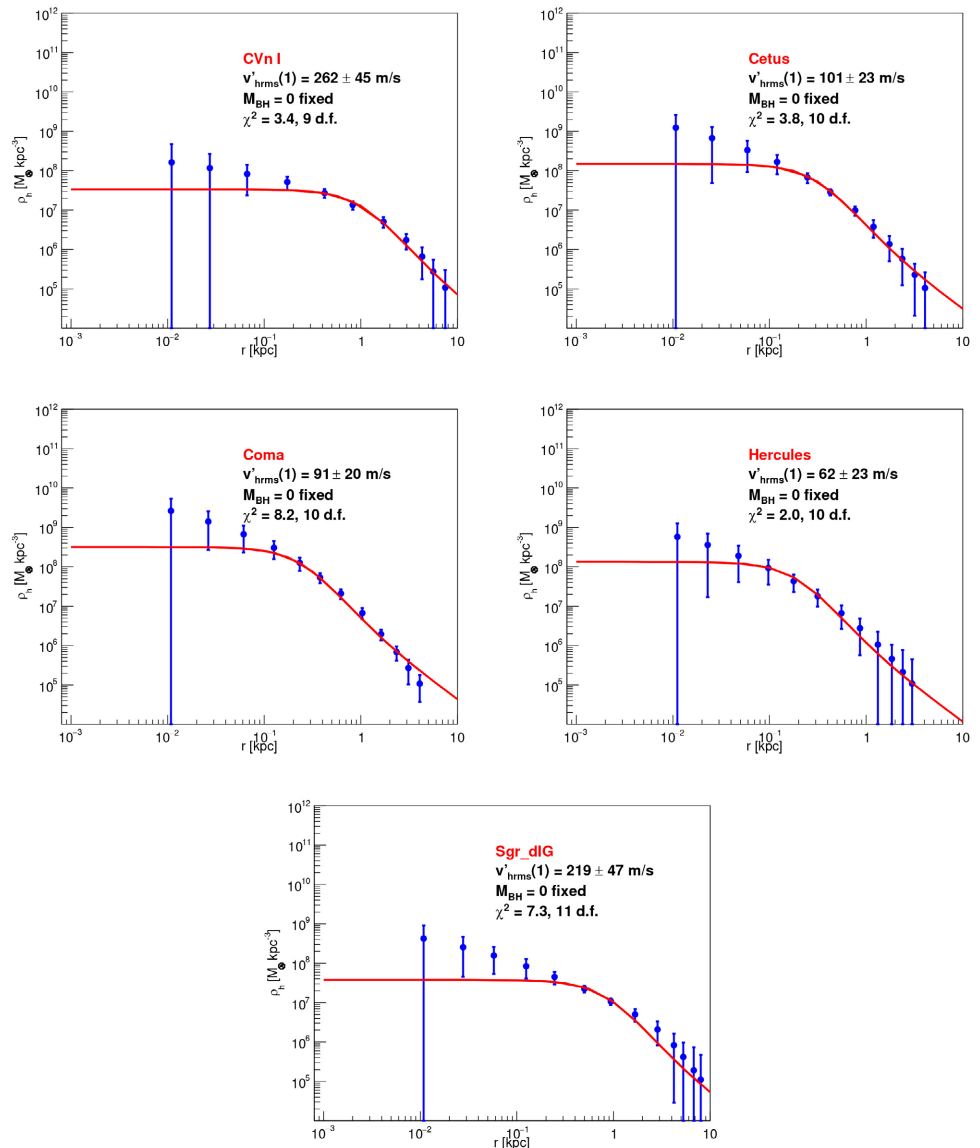 10¹²
10¹¹
10¹⁰
10⁹
10⁸
10⁷
10⁶
10⁵
ρₕ [M⊗ kpc⁻³]
CVn I
v'ₕᵣₘₛ(1) = 262 ± 45 m/s
M_BH = 0 fixed
χ² = 3.4, 9 d.f.
10⁻³ 10⁻² 10⁻¹ 1 10
r [kpc]
10¹²
10¹¹
10¹⁰
10⁹
10⁸
10⁷
10⁶
10⁵
ρₕ [M⊗ kpc⁻³]
Cetus
v'ₕᵣₘₛ(1) = 101 ± 23 m/s
M_BH = 0 fixed
χ² = 3.8, 10 d.f.
10⁻³ 10⁻² 10⁻¹ 1 10
r [kpc]
10¹²
10¹¹
10¹⁰
10⁹
10⁸
10⁷
10⁶
10⁵
ρₕ [M⊗ kpc⁻³]
Coma
v'ₕᵣₘₛ(1) = 91 ± 20 m/s
M_BH = 0 fixed
χ² = 8.2, 10 d.f.
10⁻³ 10⁻² 10⁻¹ 1 10
r [kpc]
10¹²
10¹¹
10¹⁰
10⁹
10⁸
10⁷
10⁶
10⁵
ρₕ [M⊗ kpc⁻³]
Hercules
v'ₕᵣₘₛ(1) = 62 ± 23 m/s
M_BH = 0 fixed
χ² = 2.0, 10 d.f.
10⁻³ 10⁻² 10⁻¹ 1 10
r [kpc]
10¹²
10¹¹
10¹⁰
10⁹
10⁸
10⁷
10⁶
10⁵
ρₕ [M⊗ kpc⁻³]
Sgr_dIG
v'ₕᵣₘₛ(1) = 219 ± 47 m/s
M_BH = 0 fixed
χ² = 7.3, 11 d.f.
10⁻³ 10⁻² 10⁻¹ 1 10
r [kpc]